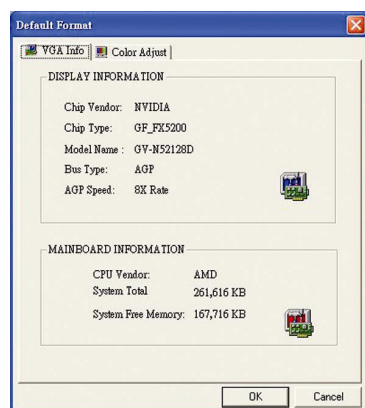 Default Format
VGA Info
Color Adjust
DISPLAY INFORMATION
Chip Vendor: NVIDIA
Chip Type: GF_FX5200
Model Name : GV-N52128D
Bus Type: AGP
AGP Speed: 8X Rate
MAINBOARD INFORMATION
CPU Vendor: AMD
System Total 261,616 KB
System Free Memory: 167,716 KB
OK
Cancel